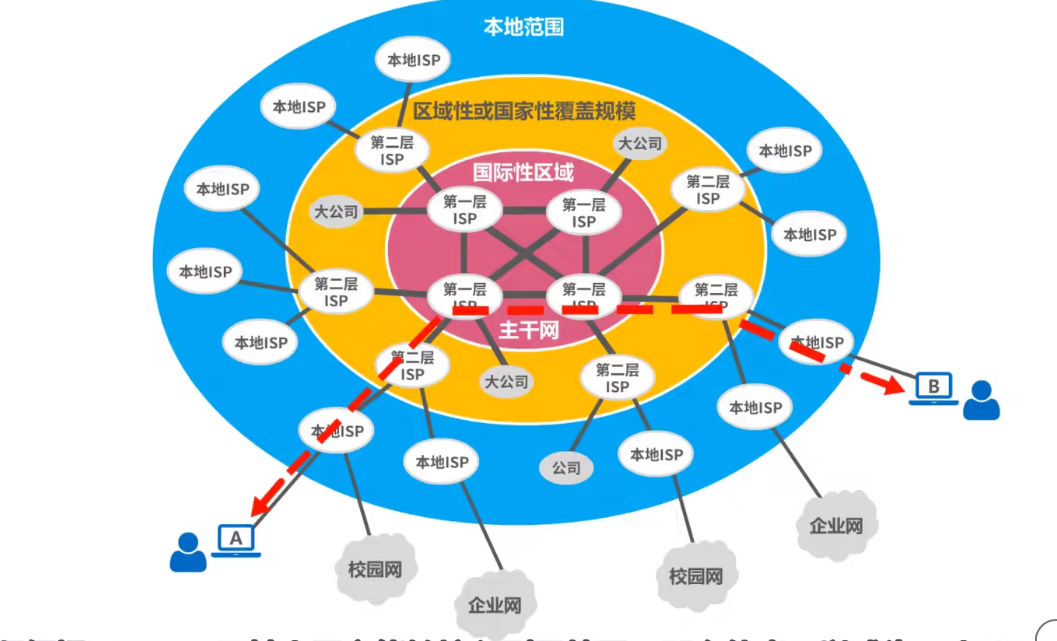 本地范围
本地ISP
本地ISP
区域性或国家性覆盖规模
第二层
ISP
大公司
本地ISP
国际性区域
本地ISP
第二层
ISP
大公司
第一层
ISP
第一层
ISP
本地ISP
本地ISP
第二层
ISP
第一层
ISP
第一层
ISP
第二层
ISP
主干网
本地ISP
本地ISP
第二层
ISP
大公司
第二层
ISP
B
本地ISP
本地ISP
本地ISP
公司
本地ISP
A
企业网
校园网
校园网
企业网